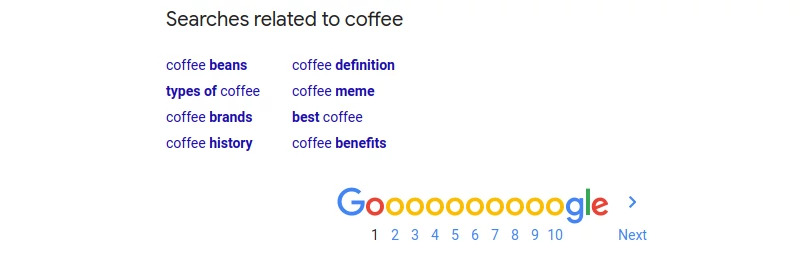 Searches related to coffee
coffee beans
types of coffee
coffee brands
coffee history
coffee definition
coffee meme
best coffee
coffee benefits
Goooooooooogle >
1 2 3 4 5 6 7 8 9 10 Next